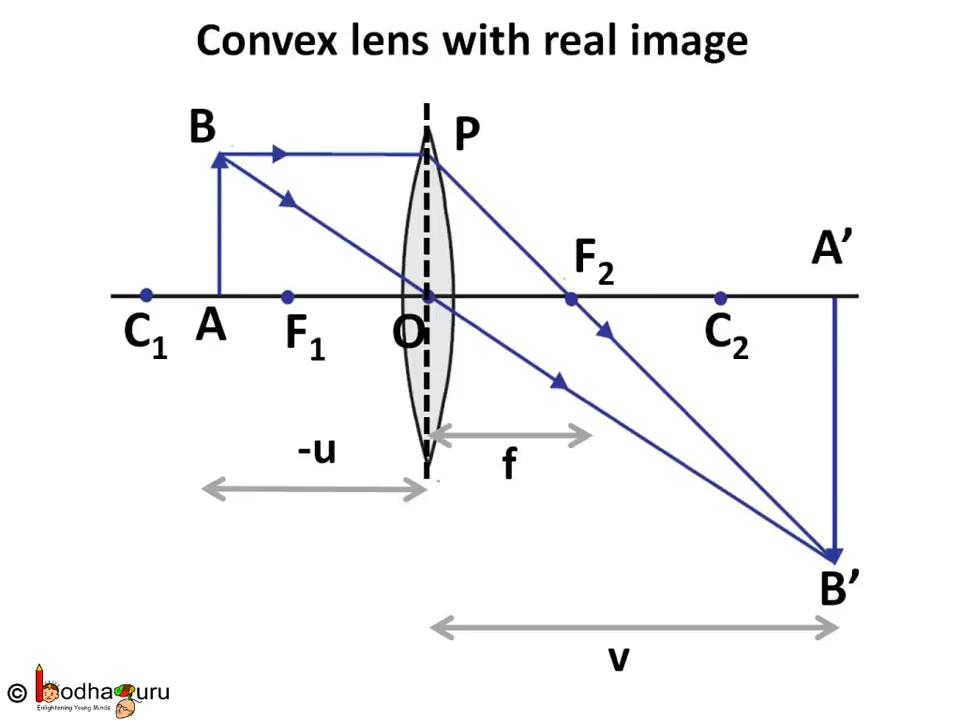 Convex lens with real image
B
P
F₂
A’
C₁
A
F₁
O
C₂
-u
f
B’
v
© bodhaguru
Enlightening Young Minds